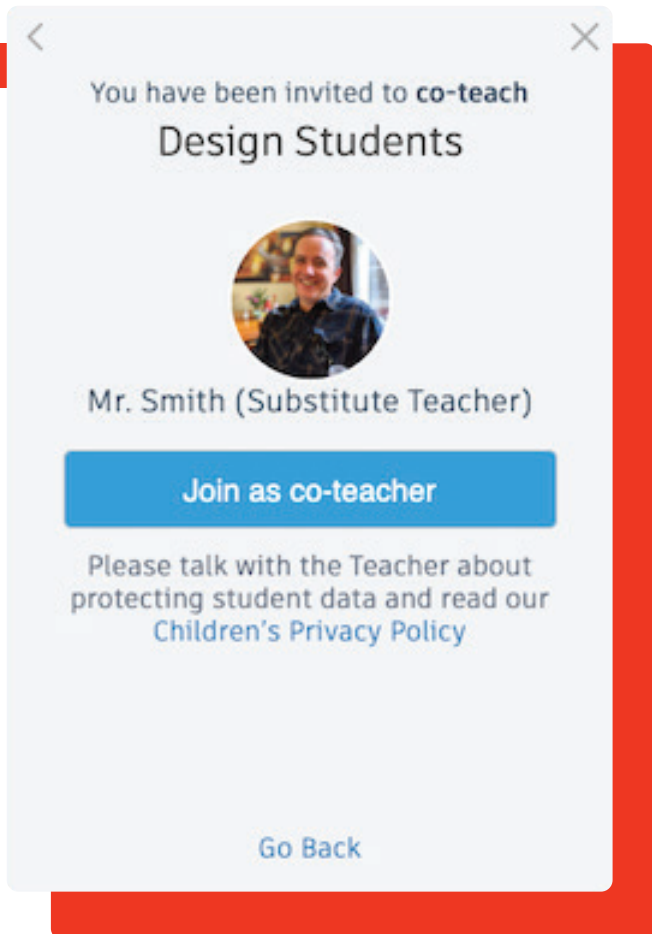 You have been invited to co-teach
Design Students
Mr. Smith (Substitute Teacher)
Join as co-teacher
Please talk with the Teacher about
protecting student data and read our
Children's Privacy Policy
Go Back